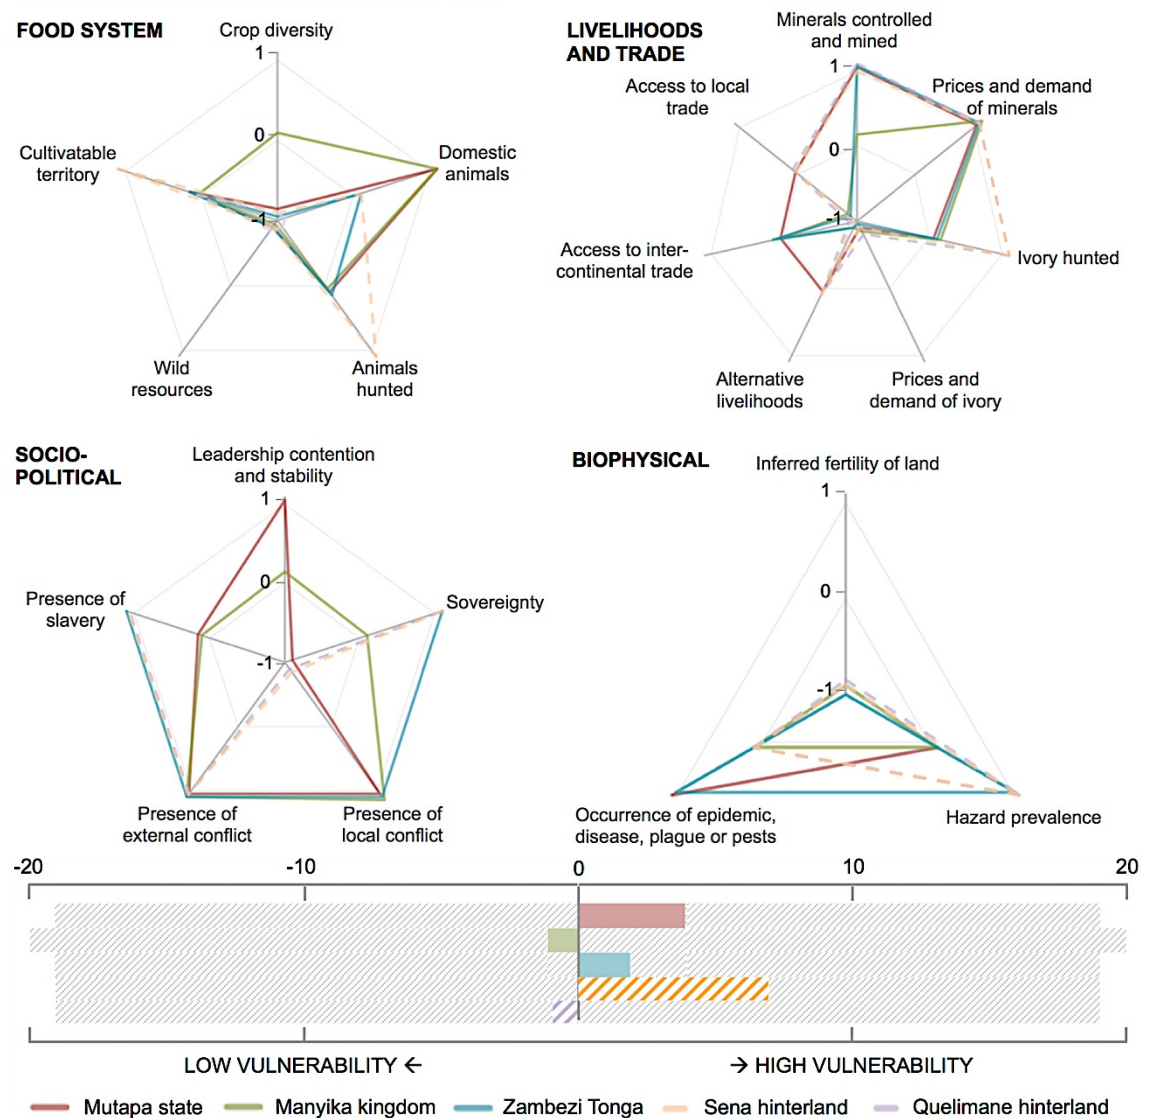 FOOD SYSTEM
Crop diversity
1
0
-1
Cultivatable
territory
Domestic
animals
Wild
resources
Animals
hunted
LIVELIHOODS
AND TRADE
Minerals controlled
and mined
1
0
-1
Access to local
trade
Prices and demand
of minerals
Access to inter-
continental trade
Ivory hunted
Alternative
livelihoods
Prices and
demand of ivory
SOCIO-
POLITICAL
Leadership contention
and stability
1
0
-1
Presence of
slavery
Sovereignty
Presence of
external conflict
Presence of
local conflict
BIOPHYSICAL
Inferred fertility of land
1
0
-1
Occurrence of epidemic,
disease, plague or pests
Hazard prevalence
-20 -10 0 10 20
LOW VULNERABILITY ← → HIGH VULNERABILITY
Mutapa state Manyika kingdom Zambezi Tonga Sena hinterland Quelimane hinterland